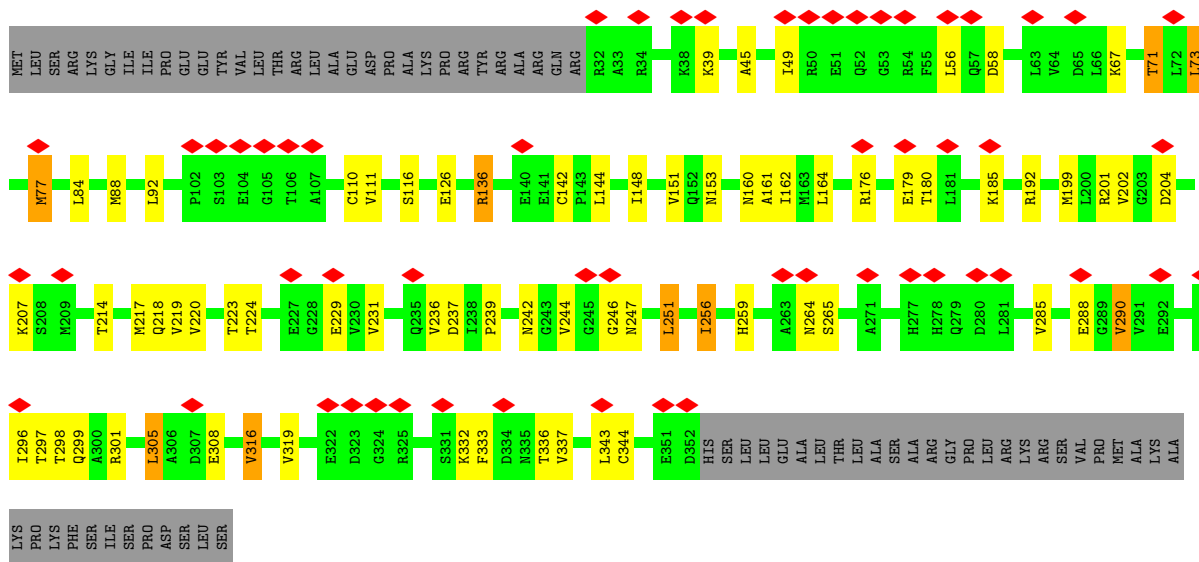 MET LEU SER ARG LYS GLY ILE ILE PRO GLU GLU TYR VAL LEU THR ARG LEU ALA GLU ASP PRO ALA LYS PRO ARG TYR ARG ALA ARG GLN ARG R32 A33 R34 K38 K39 A45 I49 R50 E51 Q52 G53 R54 F55 L56 Q57 D58 L63 V64 D65 L66 K67 T71 L72 L73
M77 L84 M88 L92 P102 S103 E104 G105 T106 A107 C110 V111 S116 E126 R136 E140 E141 C142 P143 L144 I148 V151 Q152 N153 N160 A161 I162 M163 L164 R176 E179 T180 L181 K185 R192 M199 L200 R201 V202 G203 D204
K207 S208 M209 T214 M217 Q218 V219 V220 T223 T224 E227 G228 E229 V230 V231 Q235 V236 D237 I238 P239 N242 G243 V244 G245 G246 N247 L251 I256 H259 A263 N264 S265 A271 H277 H278 Q279 D280 L281 V285 E288 G289 V290 V291 E292
I296 T297 T298 Q299 A300 R301 L305 A306 D307 E308 V316 V319 E322 D323 G324 R325 S331 K332 F333 D334 N335 T336 V337 L343 C344 E351 D352 HIS SER LEU LEU GLU ALA LEU THR LEU ALA SER ALA ARG GLY PRO LEU ARG LYS ARG SER VAL PRO MET ALA LYS ALA
LYS PRO LYS PHE SER ILE SER PRO ASP SER LEU SER